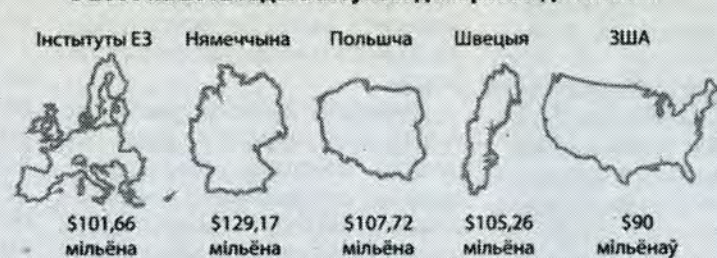 Інстытуты ЕЗ Нямеччына Польшча Швецыя ЗША
$101,66 $129,17 $107,72 $105,26 $90
мільёна мільёна мільёна мільёна мільёнаў